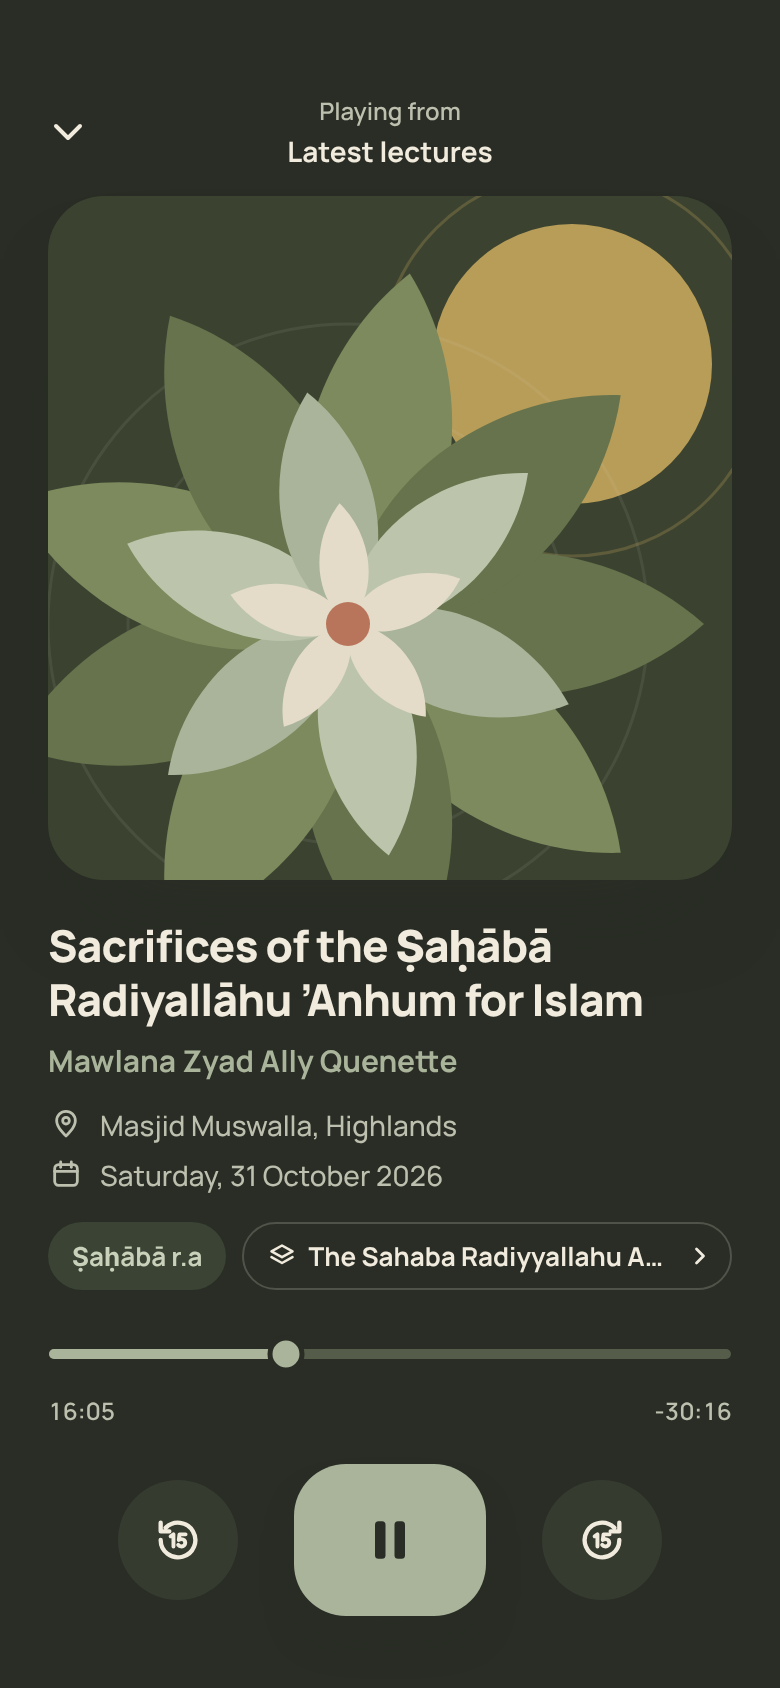 Playing from
Latest lectures
Sacrifices of the Ṣaḥābā
Radiyallāhu ’Anhum for Islam
Mawlana Zyad Ally Quenette
Masjid Muswalla, Highlands
Saturday, 31 October 2026
Ṣaḥābā r.a
The Sahaba Radiyyallahu A...
16:05
-30:16
15
15